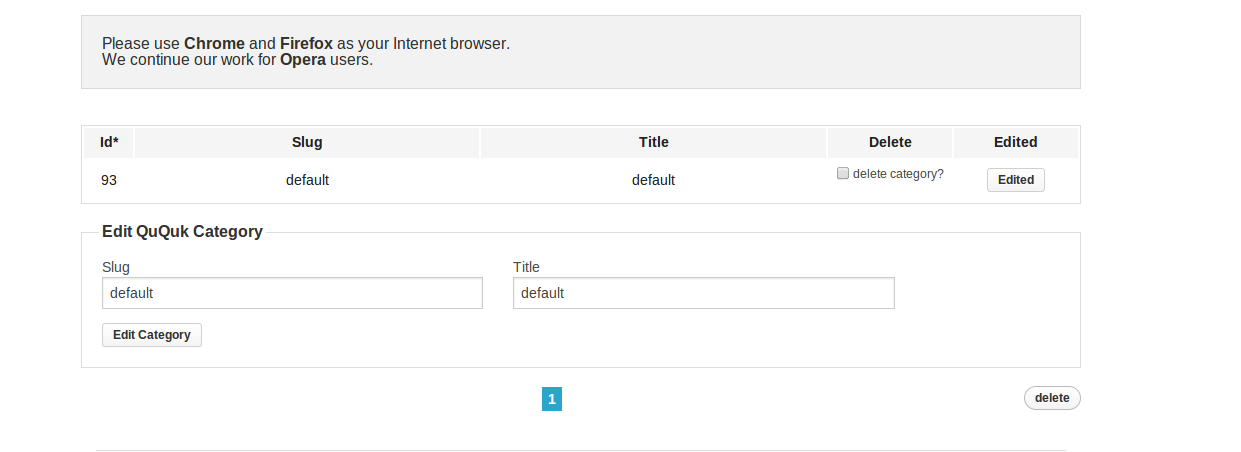 Please use Chrome and Firefox as your Internet browser.
We continue our work for Opera users.
Id* Slug Title Delete Edited
93 default default delete category? Edited
Edit QuQuk Category
Slug Title
default default
Edit Category
1 delete